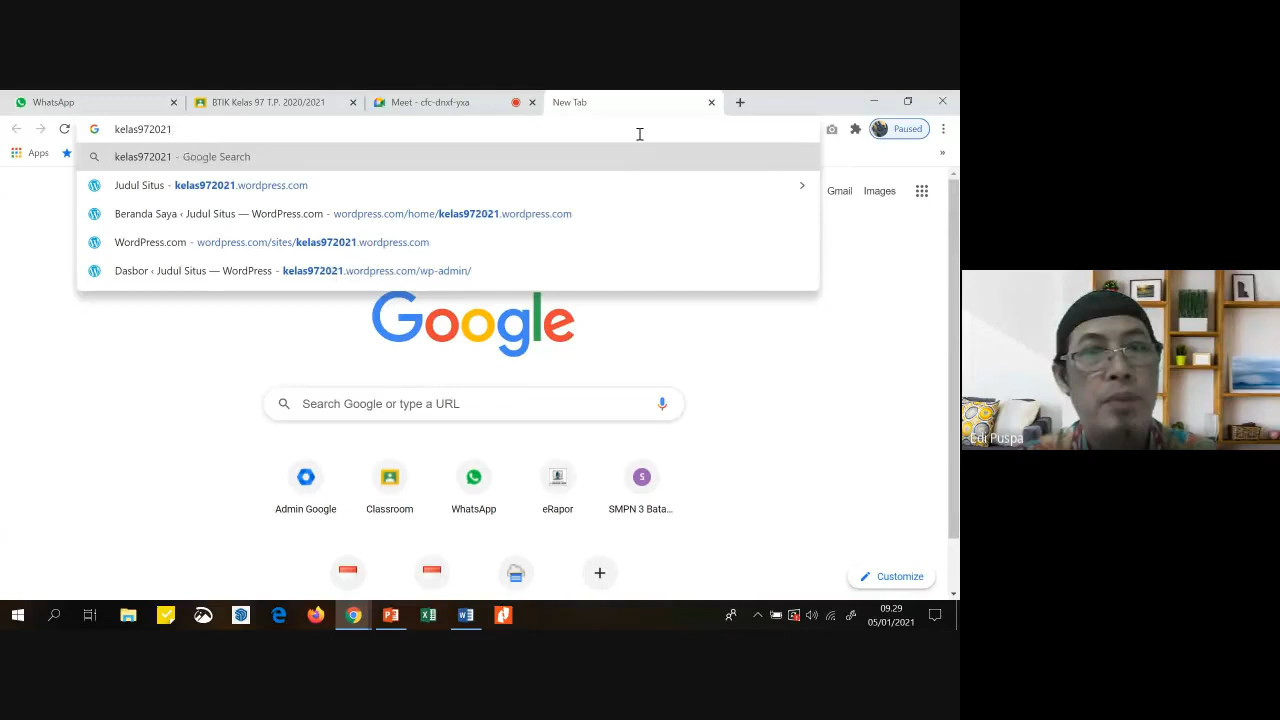 WhatsApp
BTIK Kelas 97 T.P. 2020/2021
Meet - cfc-dnxf-yxa
New Tab
kelas972021
Paused
Apps
»
kelas972021 - Google Search
Judul Situs - kelas972021.wordpress.com
Beranda Saya ‹ Judul Situs — WordPress.com - wordpress.com/home/kelas972021.wordpress.com
WordPress.com - wordpress.com/sites/kelas972021.wordpress.com
Dasbor ‹ Judul Situs — WordPress - kelas972021.wordpress.com/wp-admin/
Gmail
Images
Google
Search Google or type a URL
Admin Google
Classroom
WhatsApp
eRapor
S
SMPN 3 Bata...
Customize
Edi Puspa
09.29
05/01/2021